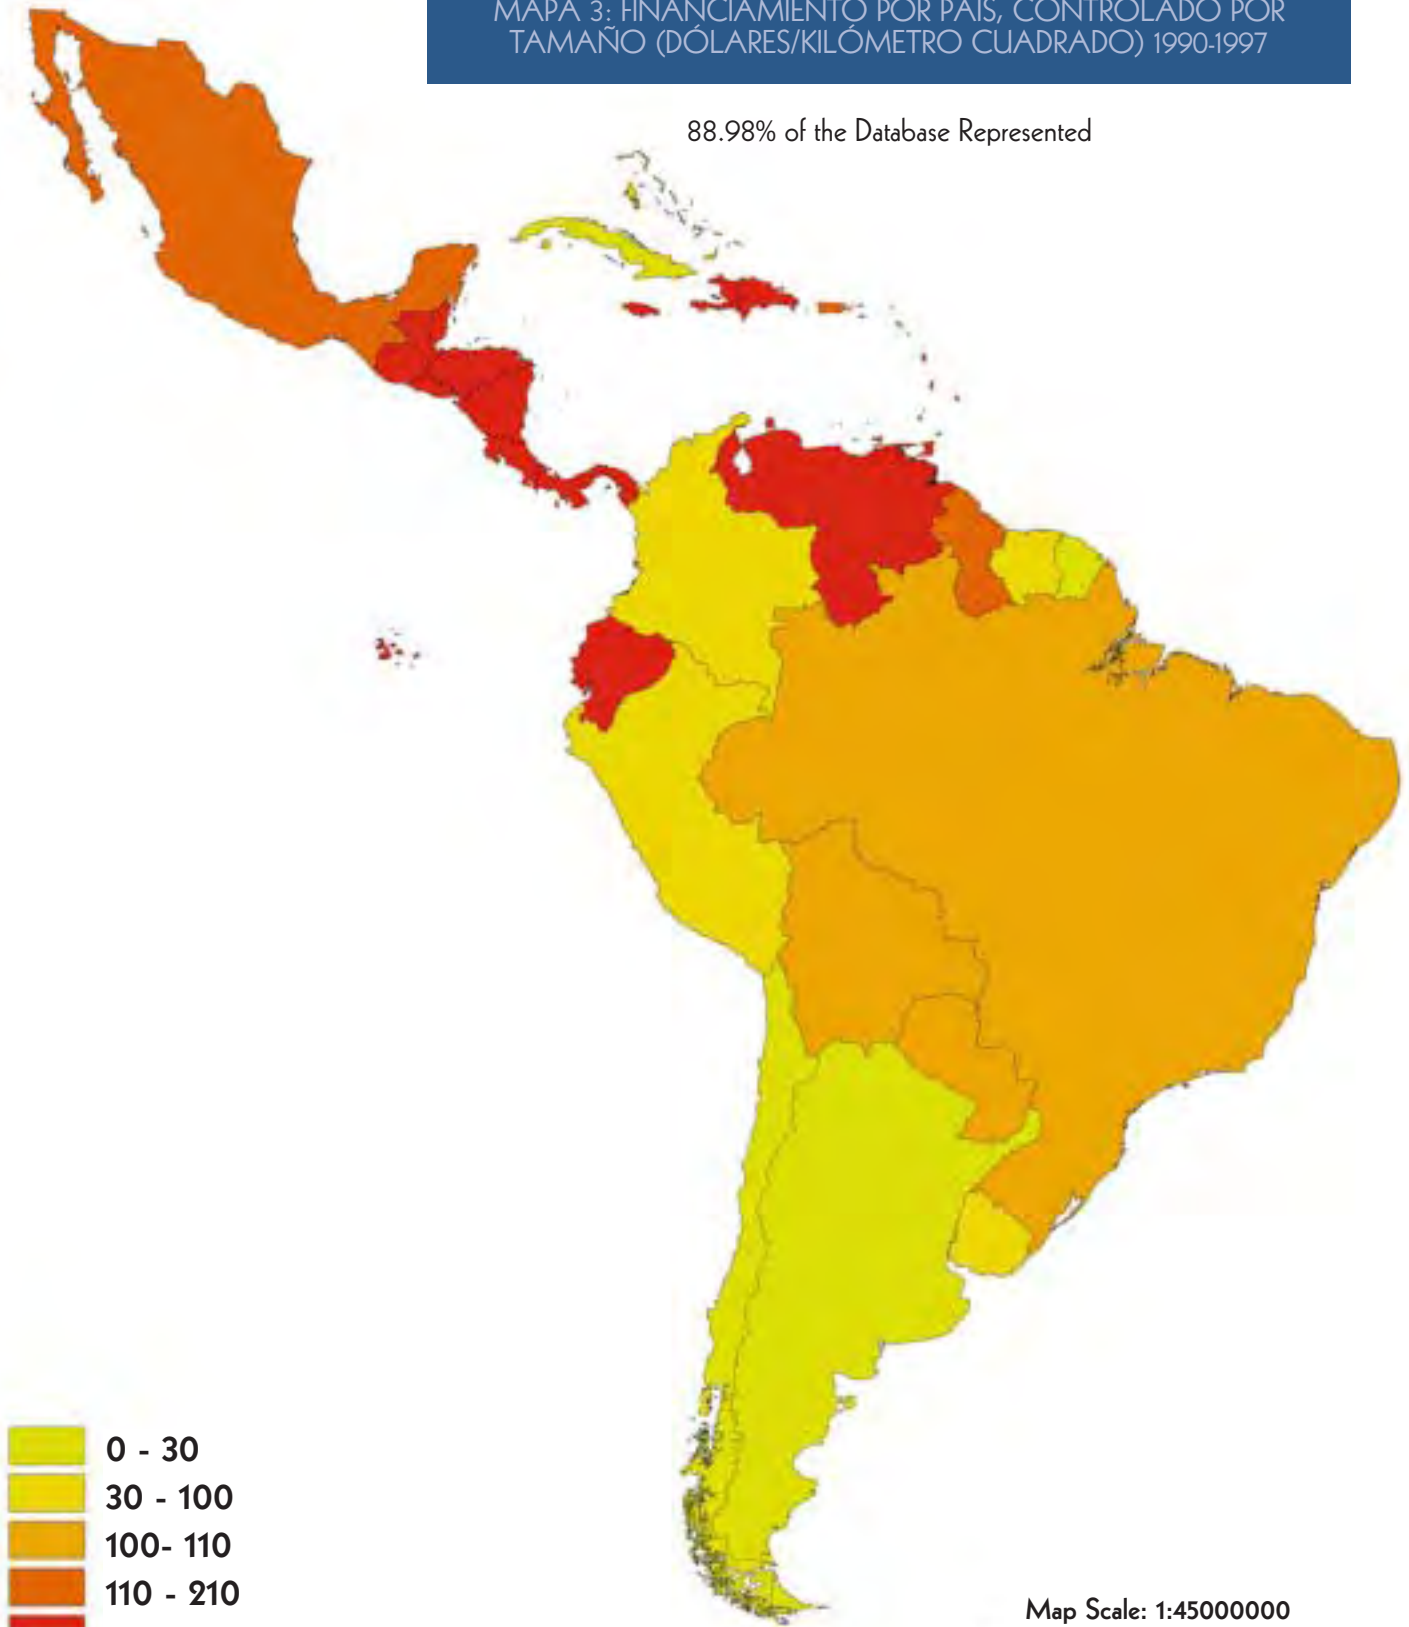 MAPA 3: FINANCIAMIENTO POR PAÍS, CONTROLADO POR
TAMAÑO (DÓLARES/KILÓMETRO CUADRADO) 1990-1997
88.98% of the Database Represented
0 - 30
30 - 100
100- 110
110 - 210
Map Scale: 1:45000000